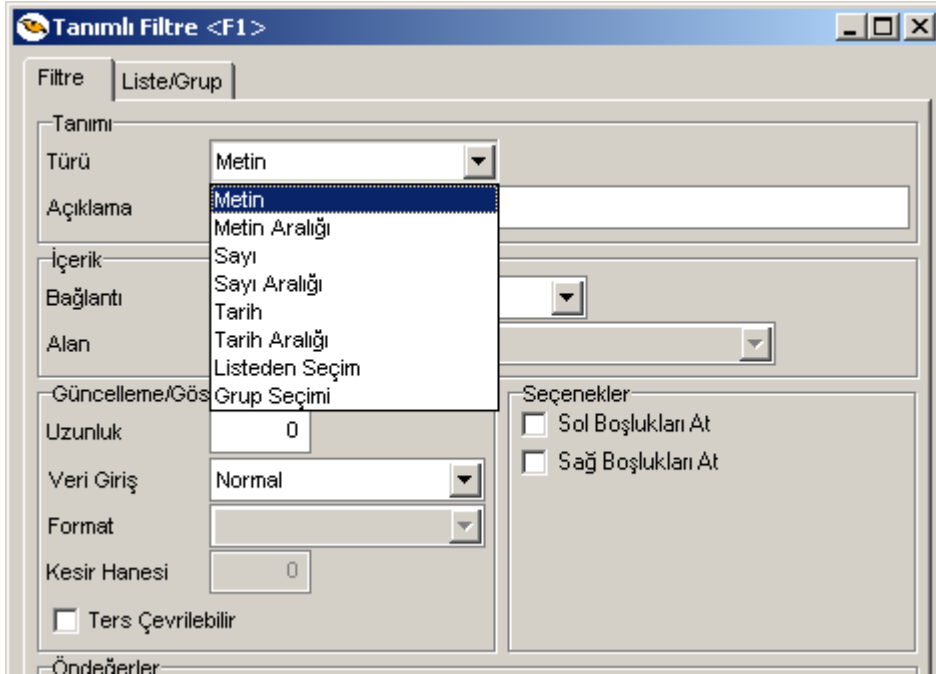 Tanımlı Filtre <F1>
Filtre
Liste/Grup
Tanımı
Türü
Metin
Açıklama
Metin
Metin Aralığı
Sayı
Sayı Aralığı
Tarih
Tarih Aralığı
Listeden Seçim
Grup Seçimi
İçerik
Bağlantı
Alan
Güncelleme/Gös
Uzunluk
0
Veri Giriş
Normal
Format
Kesir Hanesi
0
Ters Çevrilebilir
Seçenekler
Sol Boşlukları At
Sağ Boşlukları At
Öndeğerler